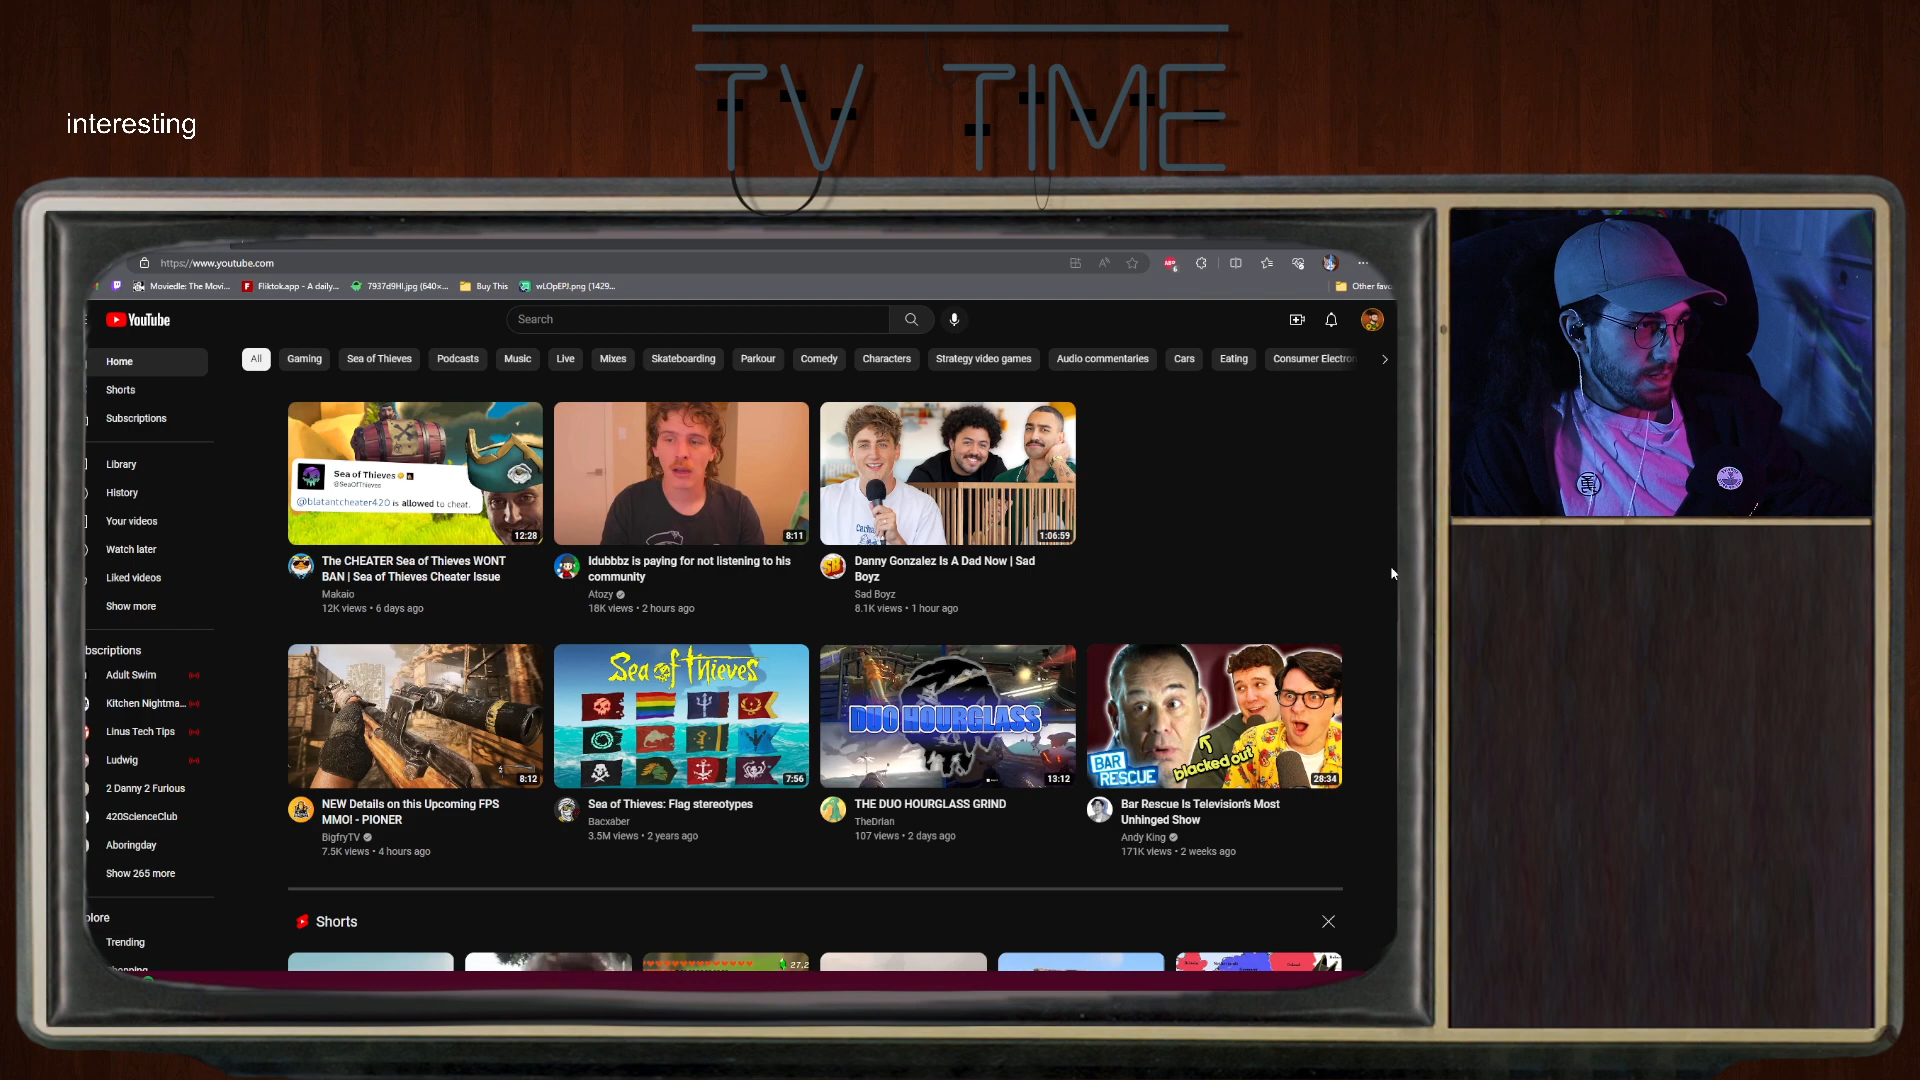 TV TIME
interesting
https://www.youtube.com
Moviedle: The Movi...
Fliktok.app - A daily...
7937d9HI.jpg (640×...
Buy This
wLOpEPJ.png (1429...
Other favo
YouTube
Search
All
Gaming
Sea of Thieves
Podcasts
Music
Live
Mixes
Skateboarding
Parkour
Comedy
Characters
Strategy video games
Audio commentaries
Cars
Eating
Consumer Electro
Home
Shorts
Subscriptions
Library
History
Your videos
Watch later
Liked videos
Show more
bscriptions
Adult Swim
Kitchen Nightma...
Linus Tech Tips
Ludwig
2 Danny 2 Furious
420ScienceClub
Aboringday
Show 265 more
plore
Trending
Sea of Thieves
@SeaOfThieves
@blatantcheater420 is allowed to cheat.
12:28
The CHEATER Sea of Thieves WONT
BAN | Sea of Thieves Cheater Issue
Makaio
12K views • 6 days ago
8:11
Idubbbz is paying for not listening to his
community
Atozy
18K views • 2 hours ago
SB
1:06:59
Danny Gonzalez Is A Dad Now | Sad
Boyz
Sad Boyz
8.1K views • 1 hour ago
8:12
NEW Details on this Upcoming FPS
MMO! - PIONER
BigfryTV
7.5K views • 4 hours ago
Sea of Thieves
7:56
Sea of Thieves: Flag stereotypes
Bacxaber
3.5M views • 2 years ago
DUO HOURGLASS
13:12
THE DUO HOURGLASS GRIND
TheDrian
107 views • 2 days ago
BAR
RESCUE
blacked out
28:34
Bar Rescue Is Television's Most
Unhinged Show
Andy King
171K views • 2 weeks ago
Shorts
27.2